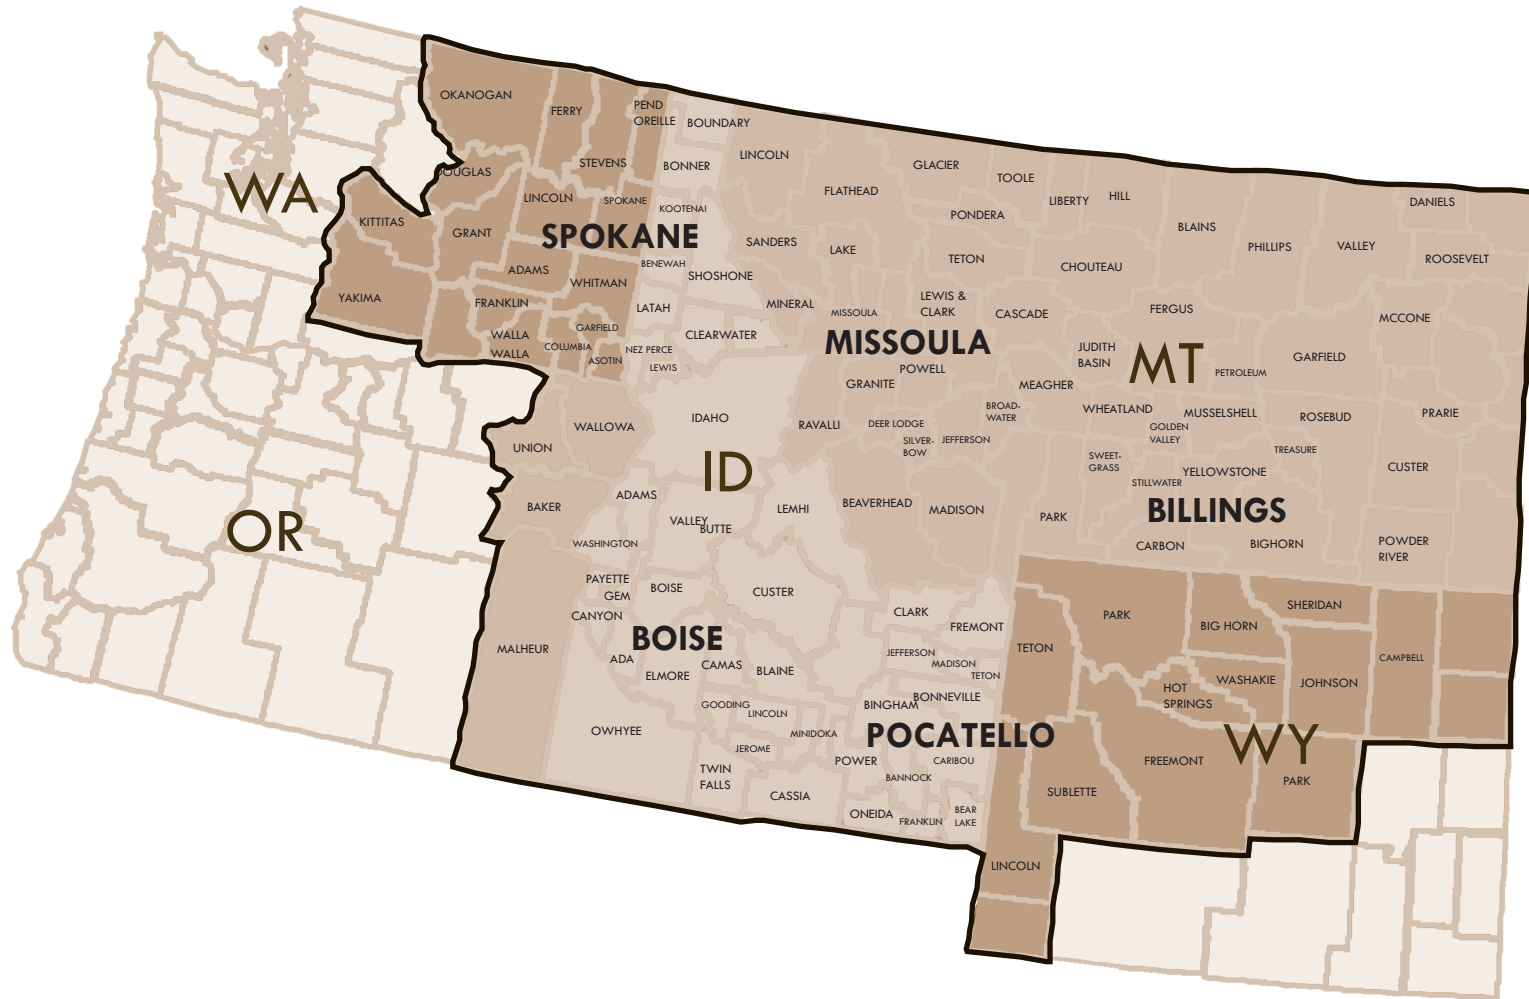 OKANOGAN
FERRY
PEND
OREILLE
BOUNDARY
STEVENS
BONNER
LINCOLN
GLACIER
TOOLE
LIBERTY
HILL
DANIELS
DOUGLAS
LINCOLN
SPOKANE
KOOTENAI
FLATHEAD
PONDERA
BLAINS
PHILLIPS
VALLEY
ROOSEVELT
WA
KITTITAS
GRANT
SPOKANE
SANDERS
LAKE
TETON
CHOUTEAU
ADAMS
WHITMAN
BENEWAH
SHOSHONE
YAKIMA
FRANKLIN
LATAH
MINERAL
MISSOULA
LEWIS &
CLARK
CASCADE
FERGUS
MCCONE
WALLA
WALLA
COLUMBIA
GARFIELD
ASOTIN
NEZ PERCE
LEWIS
CLEARWATER
MISSOULA
POWELL
GRANITE
JUDITH
BASIN
MT
PETROLEUM
GARFIELD
MEAGHER
WALLOWA
UNION
IDAHO
RAVALLI
DEER LODGE
SILVER-
BOW
JEFFERSON
BROAD-
WATER
WHEATLAND
GOLDEN
VALLEY
MUSSELSHELL
ROSEBUD
PRARIE
TREASURE
SWEET-
GRASS
STILLWATER
YELLOWSTONE
CUSTER
ID
BAKER
ADAMS
VALLEY
BUTTE
LEMHI
BEAVERHEAD
MADISON
PARK
BILLINGS
OR
WASHINGTON
CARBON
BIGHORN
POWDER
RIVER
PAYETTE
GEM
BOISE
CUSTER
CANYON
CLARK
FREMONT
PARK
SHERIDAN
BIG HORN
MALHEUR
BOISE
ADA
ELMORE
CAMAS
BLAINE
JEFFERSON
MADISON
TETON
TETON
CAMPBELL
WASHAKIE
JOHNSON
HOT
SPRINGS
OWHYEE
GOODING
LINCOLN
MINIDOKA
JEROME
BINGHAM
BONNEVILLE
POCATELLO
WY
POWER
CARIBOU
BANNOCK
FREEMONT
PARK
TWIN
FALLS
CASSIA
ONEIDA
FRANKLIN
BEAR
LAKE
SUBLETTE
LINCOLN